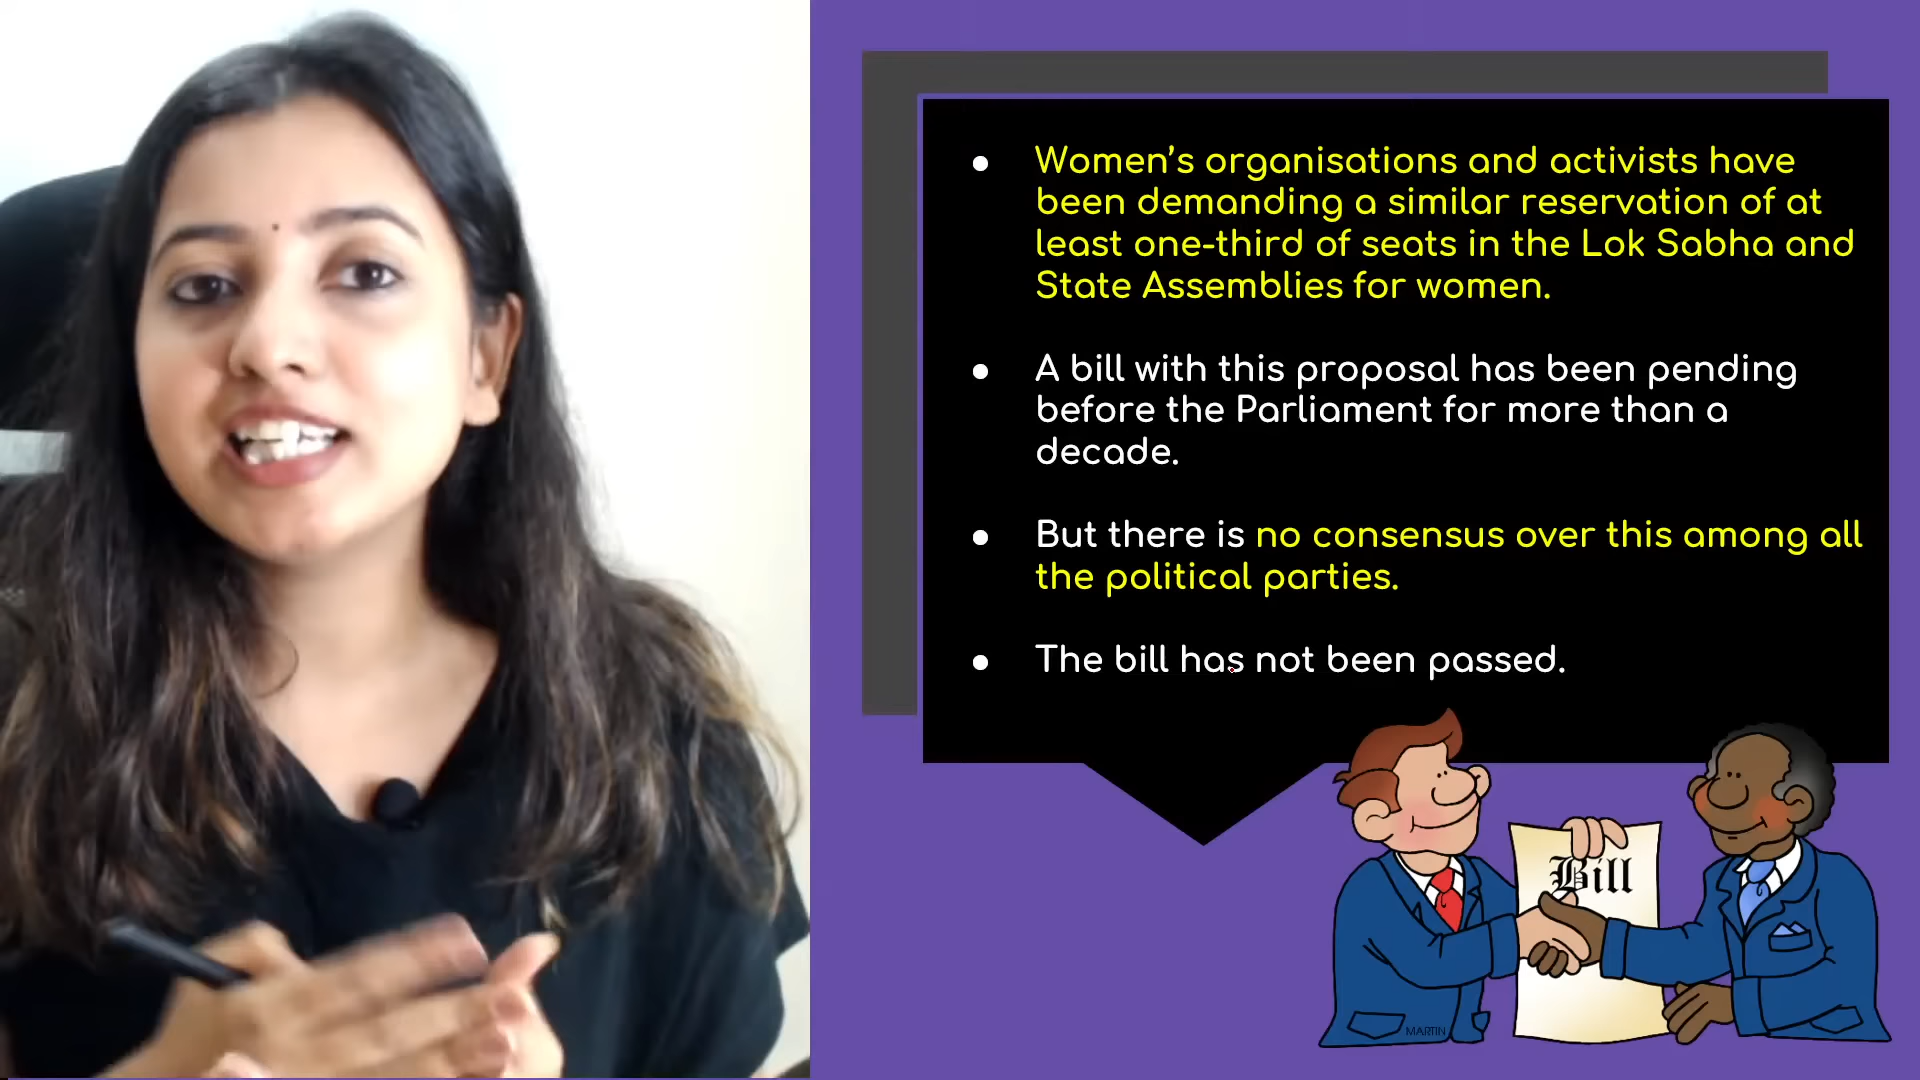 Women’s organisations and activists have
been demanding a similar reservation of at
least one-third of seats in the Lok Sabha and
State Assemblies for women.
A bill with this proposal has been pending
before the Parliament for more than a
decade.
But there is no consensus over this among all
the political parties.
The bill has not been passed.
Bill
MARTIN